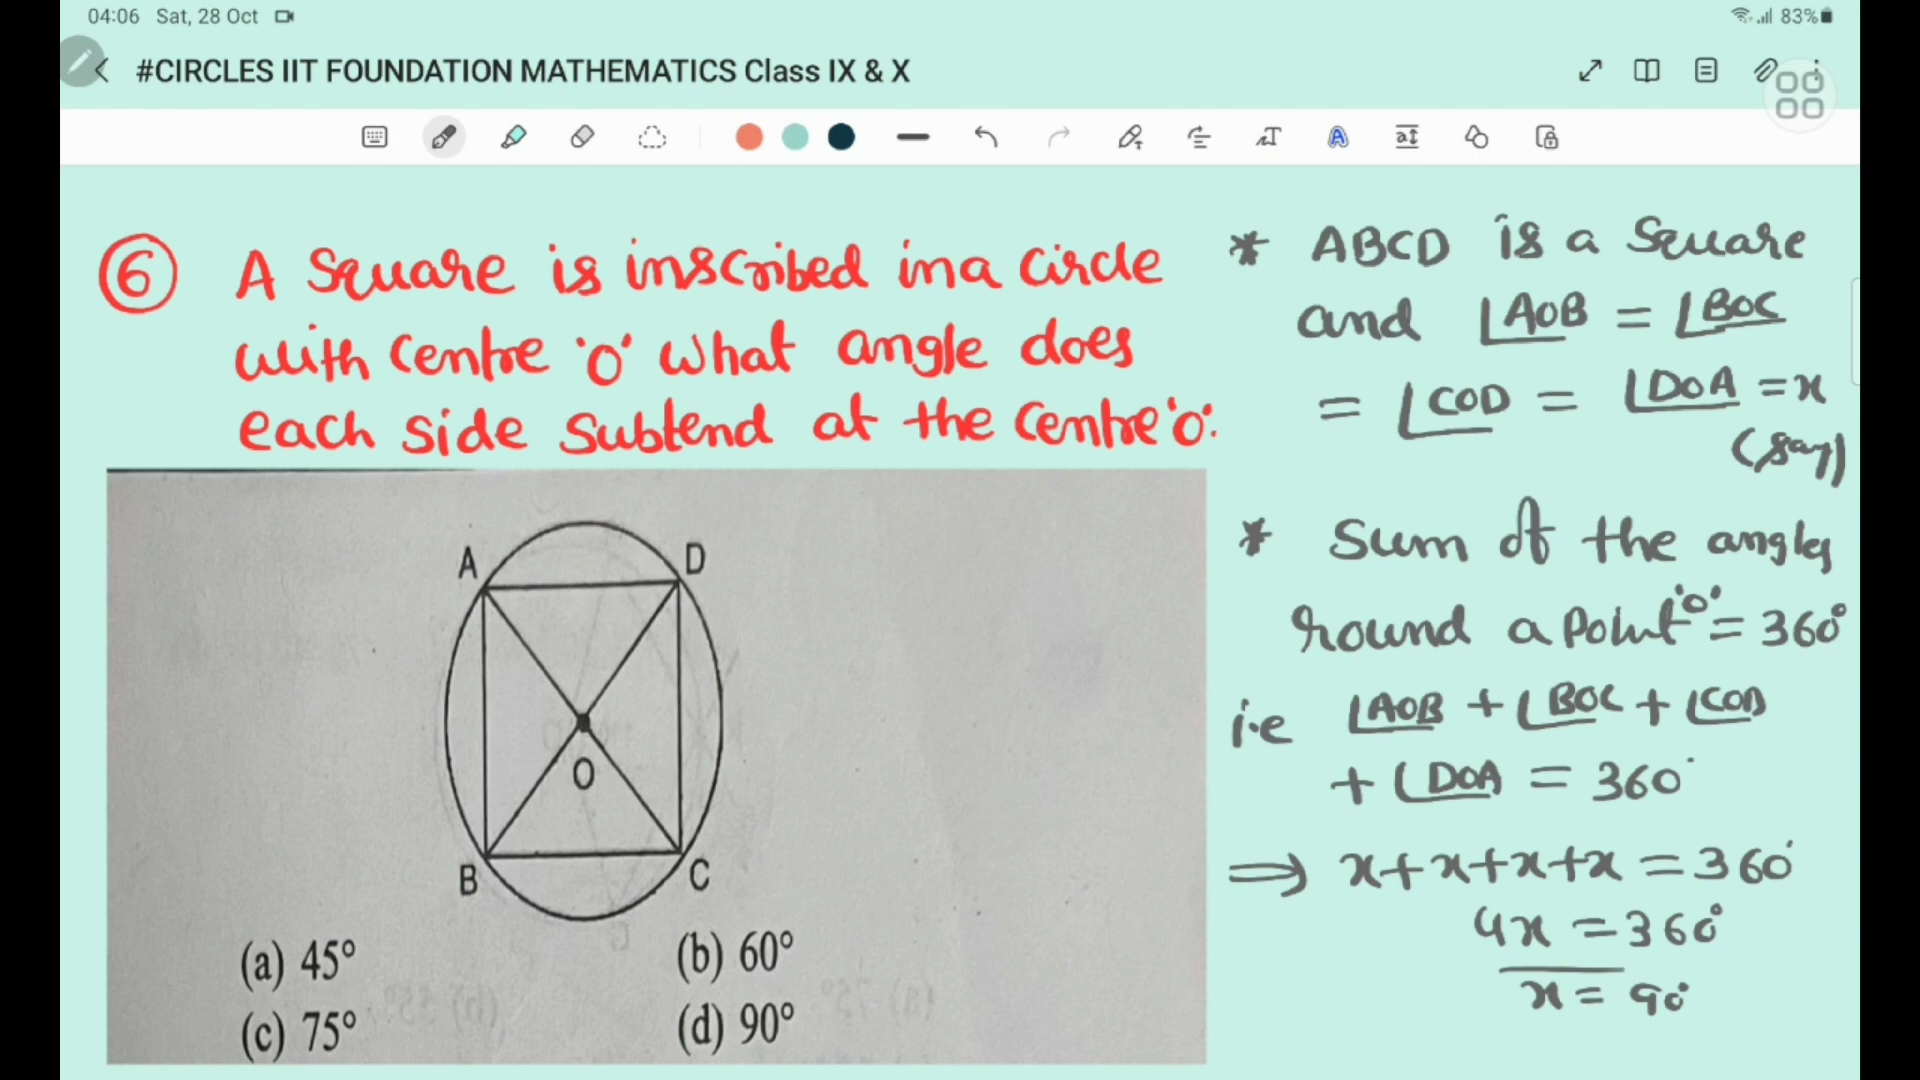 04:06 Sat, 28 Oct
83%
#CIRCLES IIT FOUNDATION MATHEMATICS Class IX & X
6 A Square is inscribed in a circle
with centre 'O' what angle does
each side subtend at the centre 'O'.
A D
O
B C
(a) 45° (b) 60°
(c) 75° (d) 90°
* ABCD is a Square
and ∠AOB = ∠BOC
= ∠COD = ∠DOA = x
(say)
* Sum of the angles
round a point 'O' = 360°
i.e ∠AOB + ∠BOC + ∠COD
+ ∠DOA = 360°
⇒ x+x+x+x = 360°
4x = 360°
x = 90°